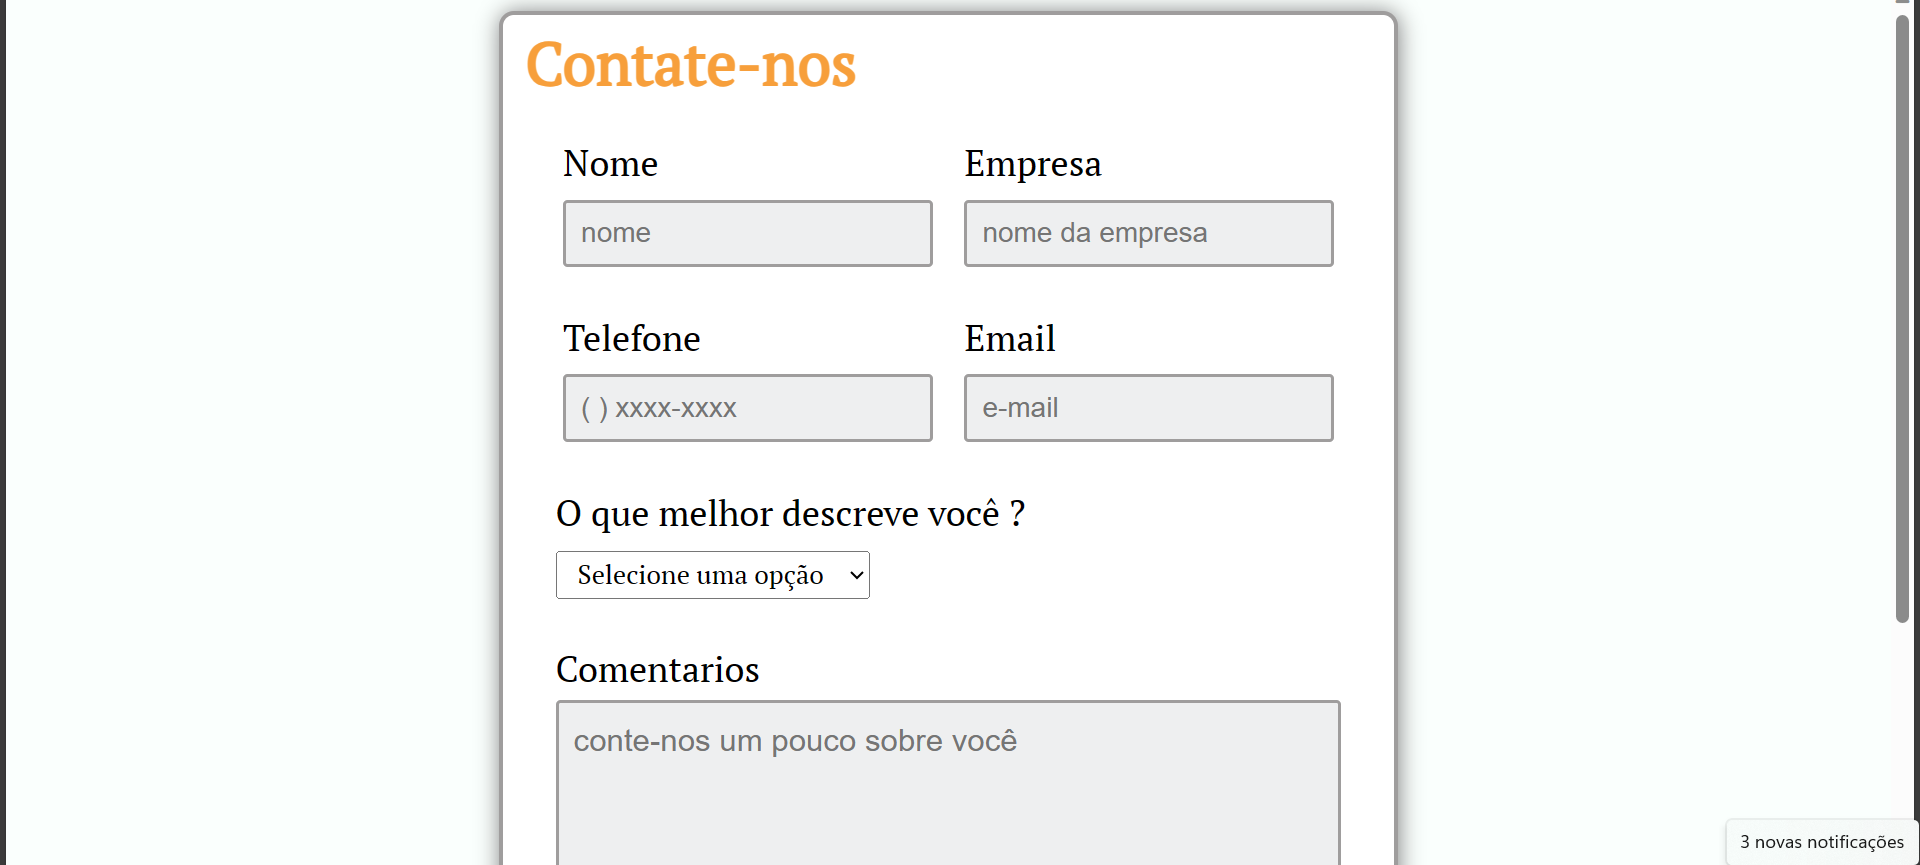 Contate-nos
Nome
Empresa
nome
nome da empresa
Telefone
Email
( ) xxxx-xxxx
e-mail
O que melhor descreve você ?
Selecione uma opção
Comentarios
conte-nos um pouco sobre você
3 novas notificações